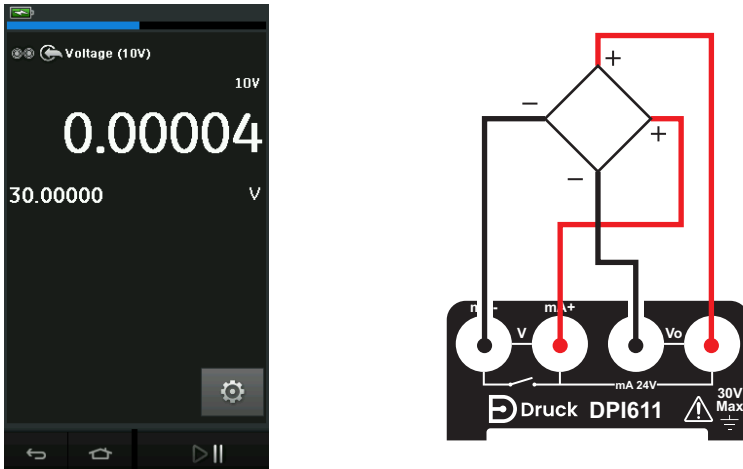 Voltage (10V)
10V
0.00004
30.00000 V
+
−
+
−
mA+
V
Vo
mA 24V
Druck DPI611
30V
Max